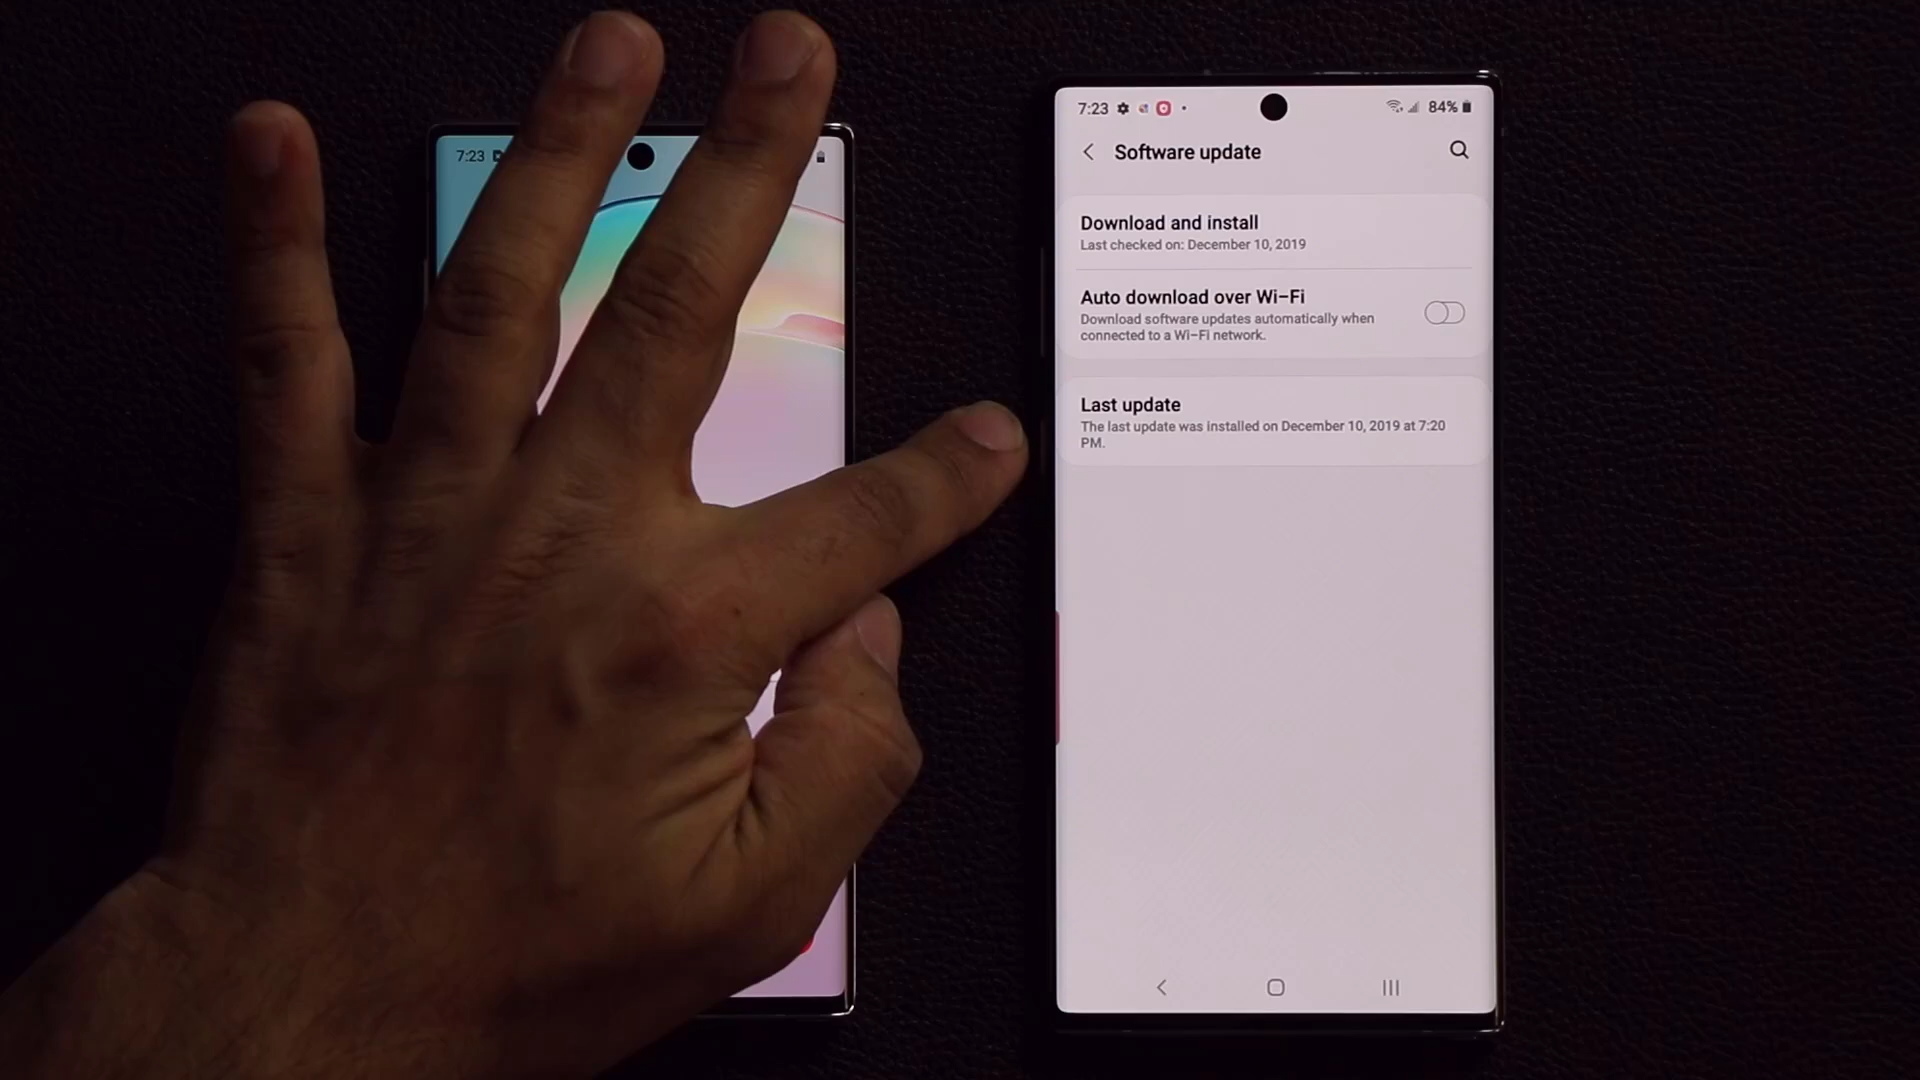 7:23
7:23
84%
Software update
Download and install
Last checked on: December 10, 2019
Auto download over Wi-Fi
Download software updates automatically when
connected to a Wi-Fi network.
Last update
The last update was installed on December 10, 2019 at 7:20
PM.